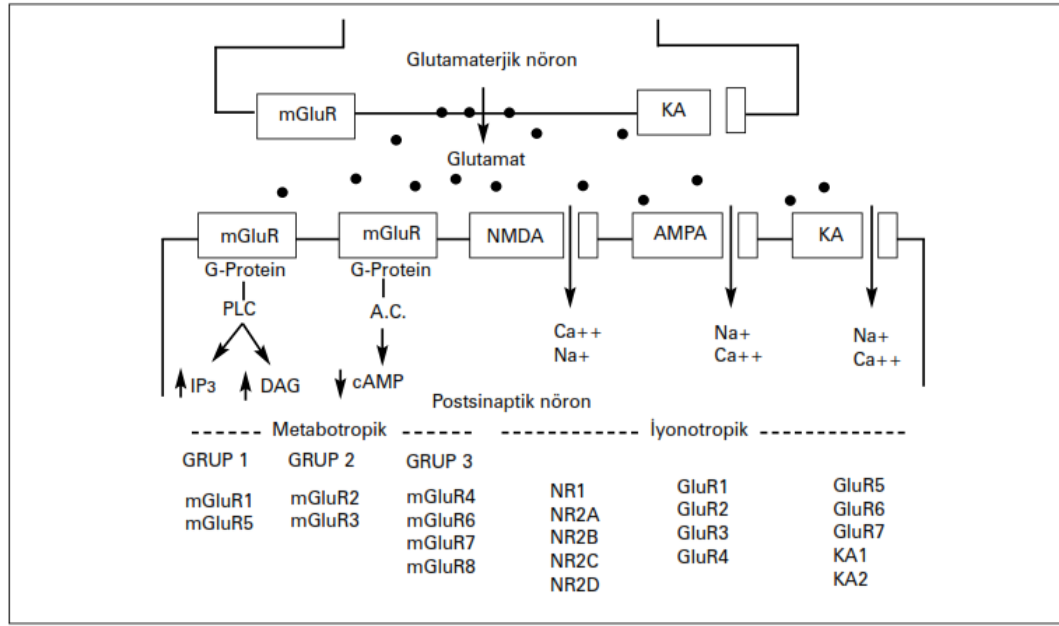 Glutamaterjik nöron
mGluR
KA
Glutamat
mGluR
mGluR
NMDA
AMPA
KA
G-Protein
G-Protein
PLC
A.C.
Ca++
Na+
Na+
Ca++
Na+
Ca++
IP3
DAG
cAMP
Postsinaptik nöron
Metabotropik
İyonotropik
GRUP 1
GRUP 2
GRUP 3
mGluR1
mGluR5
mGluR2
mGluR3
mGluR4
mGluR6
mGluR7
mGluR8
NR1
NR2A
NR2B
NR2C
NR2D
GluR1
GluR2
GluR3
GluR4
GluR5
GluR6
GluR7
KA1
KA2